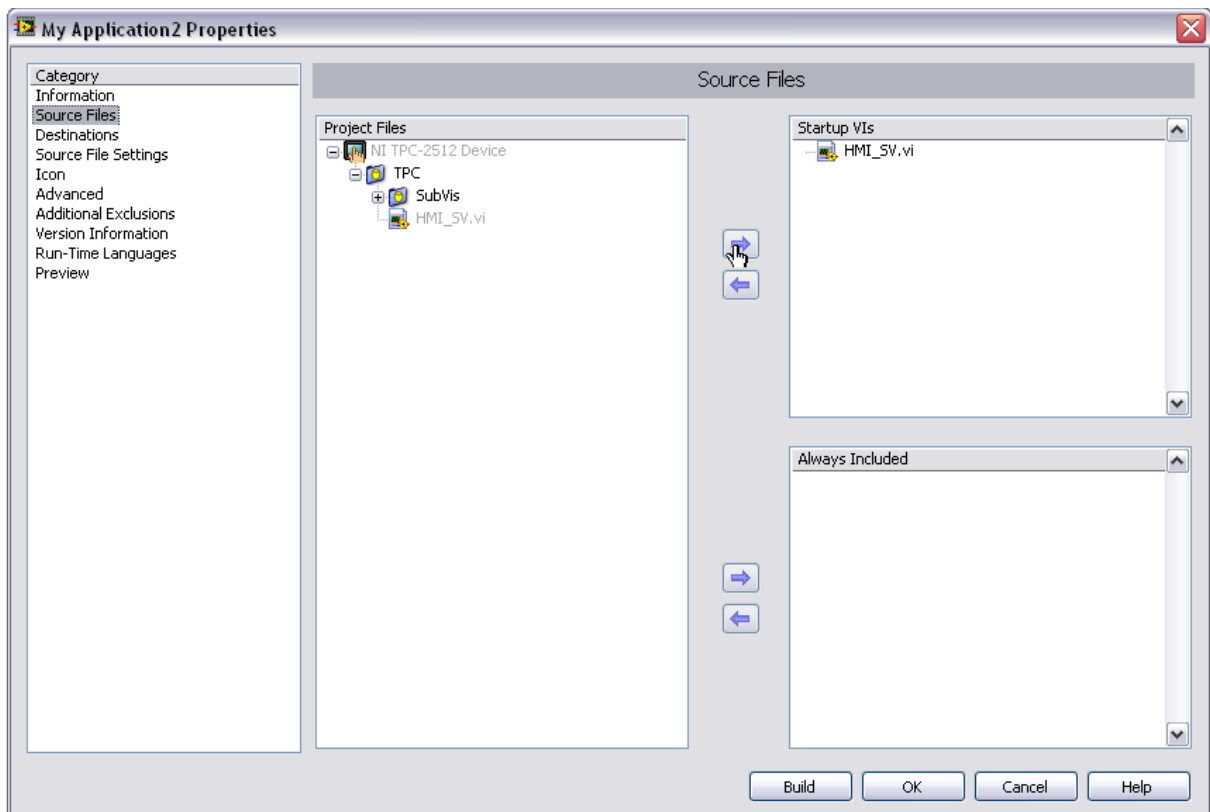 My Application2 Properties
Category
Information
Source Files
Destinations
Source File Settings
Icon
Advanced
Additional Exclusions
Version Information
Run-Time Languages
Preview
Source Files
Project Files
NI TPC-2512 Device
TPC
SubVis
HMI_SV.vi
Startup VIs
HMI_SV.vi
Always Included
Build
OK
Cancel
Help